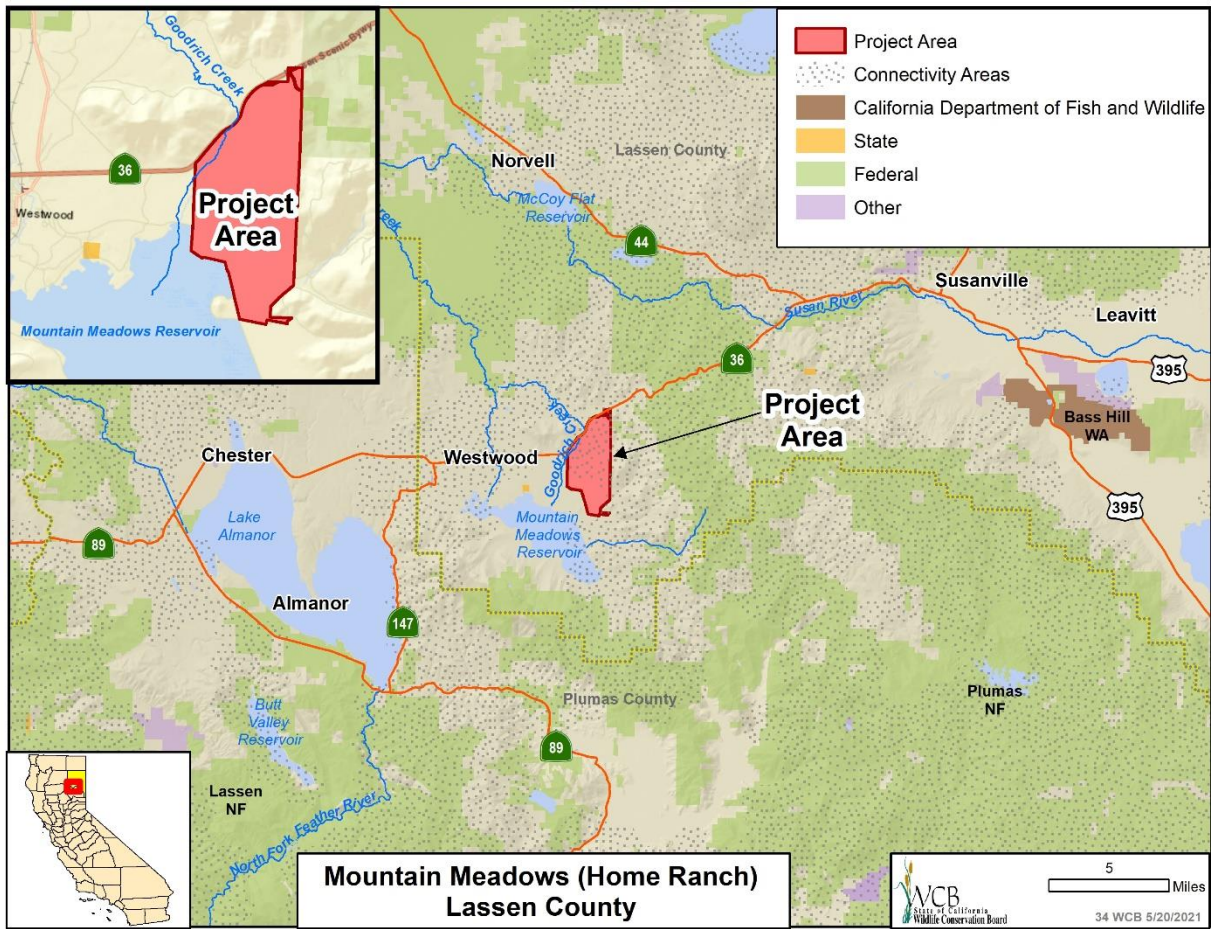 Goodrich Creek
sen Scenic Byway
36
Westwood
Project
Area
Mountain Meadows Reservoir
Project Area
Connectivity Areas
California Department of Fish and Wildlife
State
Federal
Other
Norvell
Lassen County
McCoy Flat
Reservoir
Creek
44
Susanville
Susan River
Leavitt
36
395
Project
Area
Bass Hill
WA
Chester
Westwood
Goodrich Creek
395
Lake
Almanor
Mountain
Meadows
Reservoir
89
Almanor
147
Plumas County
Plumas
NF
Butt
Valley
Reservoir
89
Lassen
NF
North Fork Feather River
Mountain Meadows (Home Ranch)
Lassen County
WCB
State of California
Wildlife Conservation Board
5
Miles
34 WCB 5/20/2021